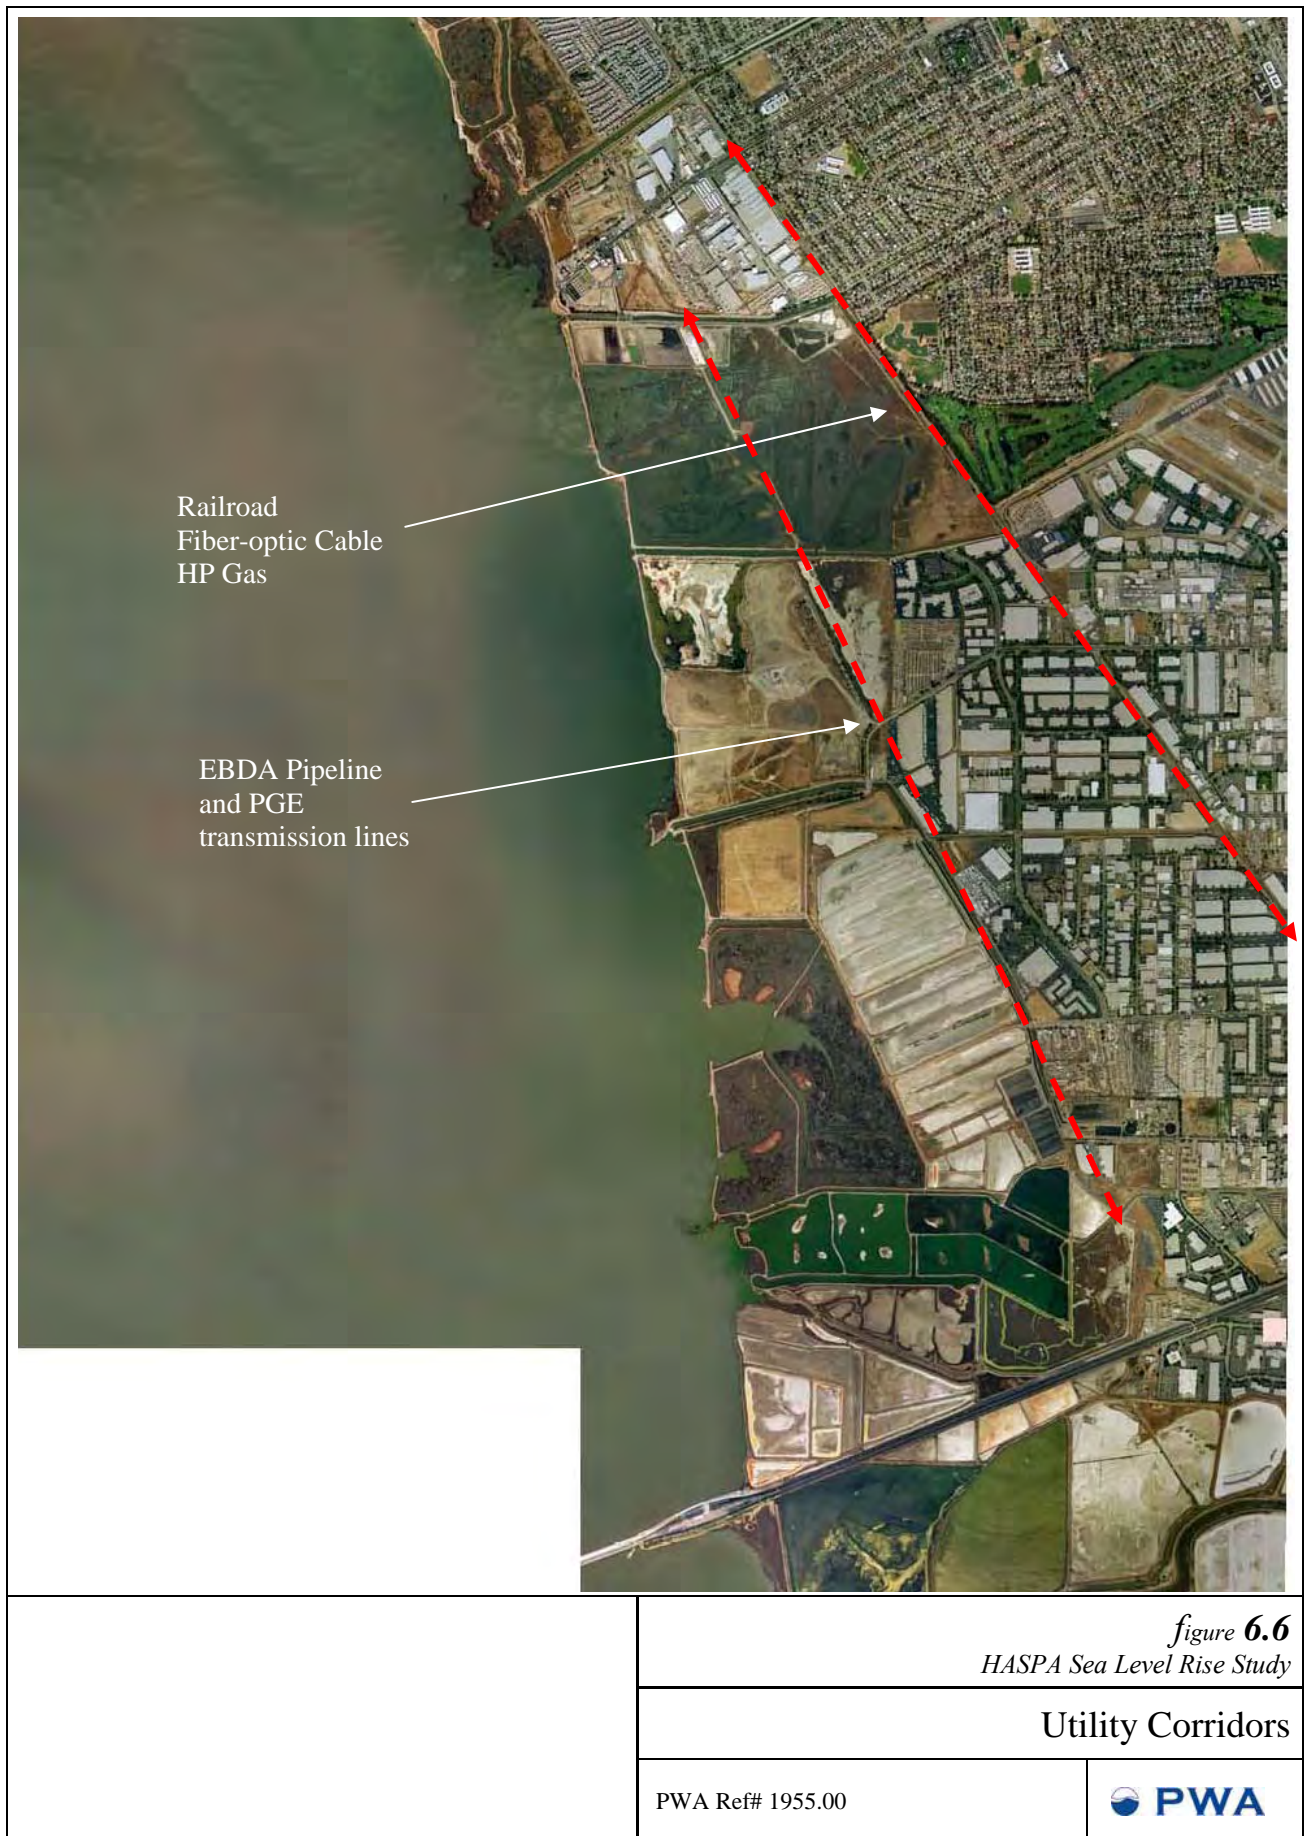 Railroad
Fiber-optic Cable
HP Gas
EBDA Pipeline
and PGE
transmission lines
figure 6.6
HASPA Sea Level Rise Study
Utility Corridors
PWA Ref# 1955.00
PWA